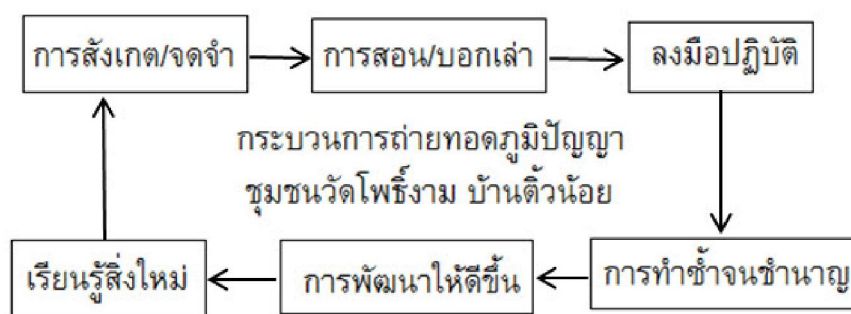 การสังเกต/จดจำ
การสอน/บอกเล่า
ลงมือปฏิบัติ
กระบวนการถ่ายทอดภูมิปัญญา
ชุมชนวัดโพธิ์งาม บ้านติ้วน้อย
เรียนรู้สิ่งใหม่
การพัฒนาให้ดีขึ้น
การทำซ้ำจนชำนาญ